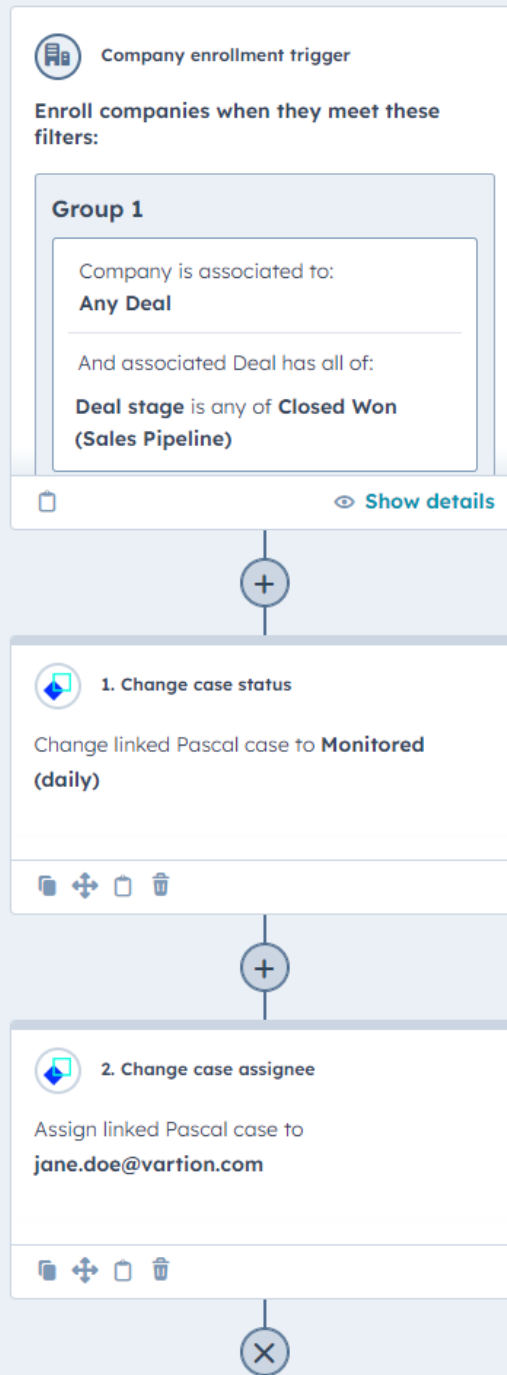 Company enrollment trigger
Enroll companies when they meet these
filters:
Group 1
Company is associated to:
Any Deal
And associated Deal has all of:
Deal stage is any of Closed Won
(Sales Pipeline)
Show details
1. Change case status
Change linked Pascal case to Monitored
(daily)
2. Change case assignee
Assign linked Pascal case to
jane.doe@vartion.com